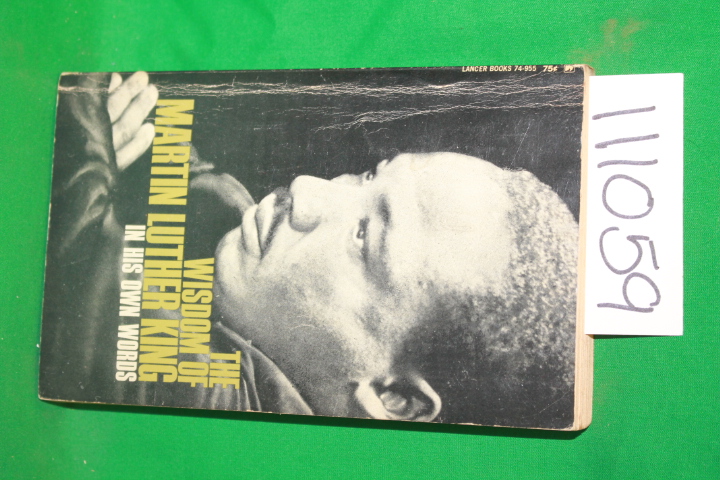 LANCER BOOKS 74-955 75¢
THE
WISDOM OF
MARTIN LUTHER KING
IN HIS OWN WORDS
111059